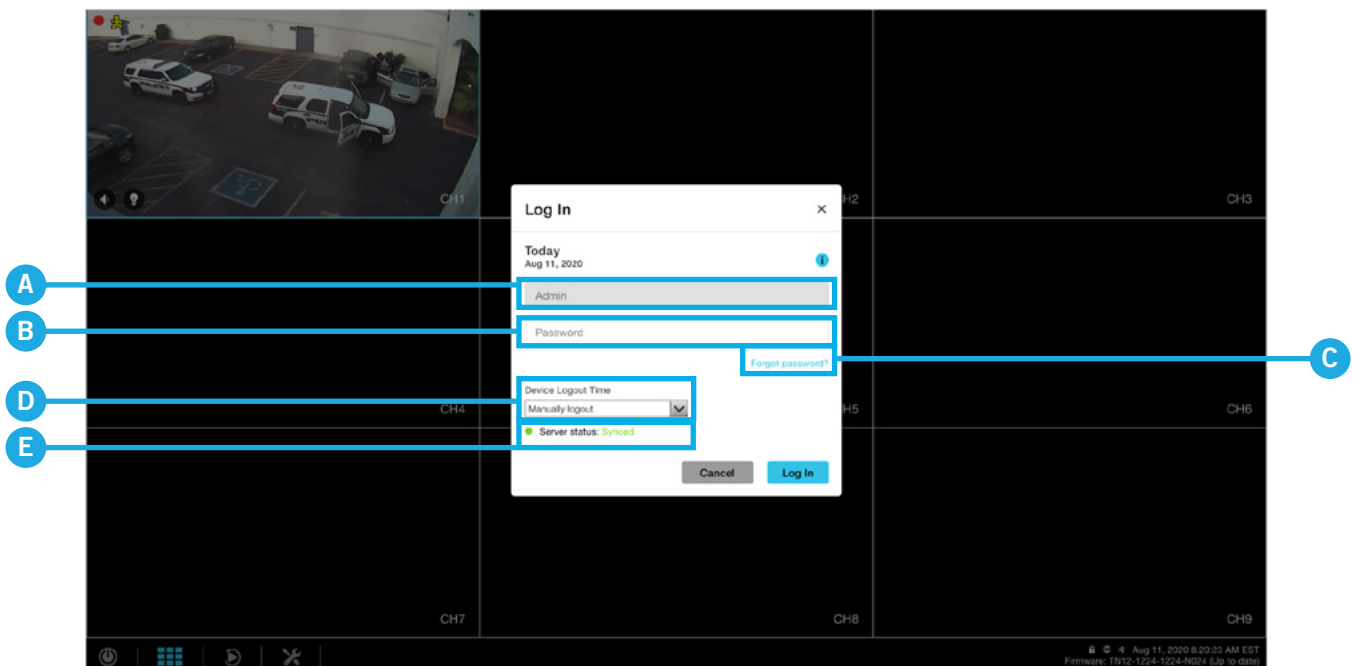 CH1
CH2
CH3
Log In
Today
Aug 11, 2020
A
Admin
B
Password
Forgot password?
C
D
Device Logout Time
Manually logout
CH4
H5
CH6
E
Server status: Synced
Cancel
Log In
CH7
CH8
CH9
Aug 11, 2020 8:20:23 AM EST
Firmware: TN12-1224-1224-N024 (Up to date)